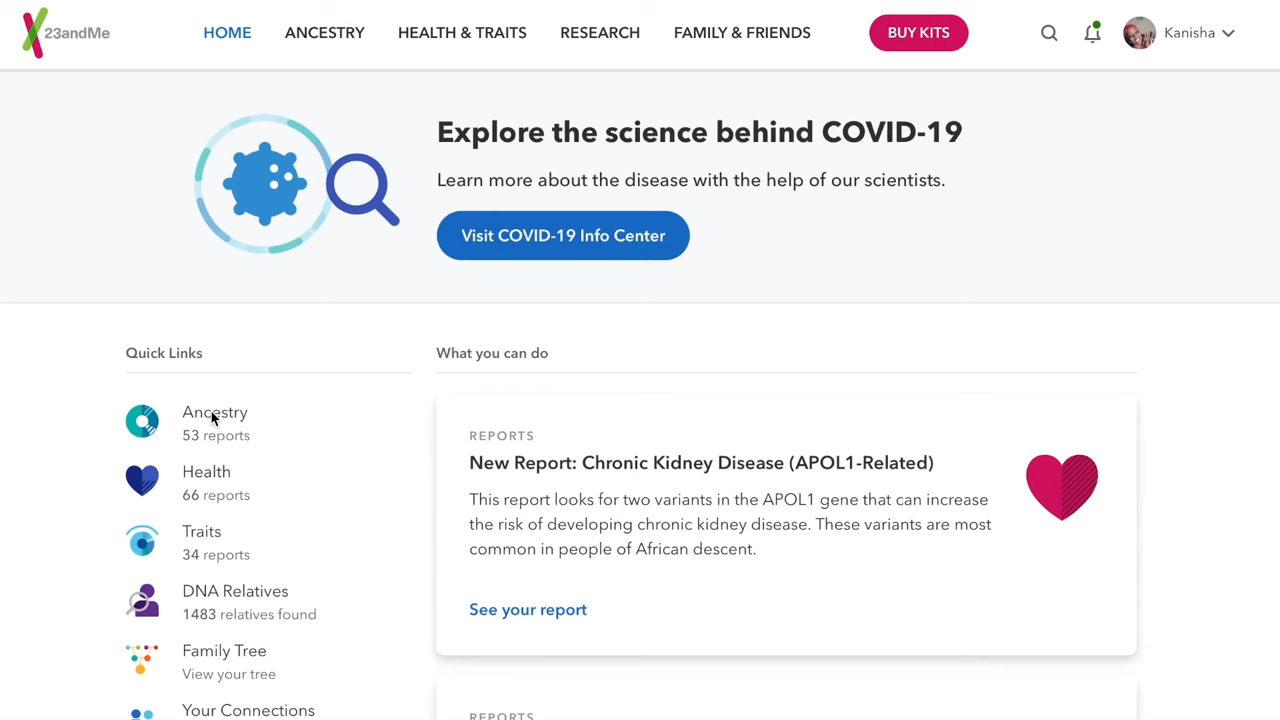 23andMe
HOME
ANCESTRY
HEALTH & TRAITS
RESEARCH
FAMILY & FRIENDS
BUY KITS
Kanisha
Explore the science behind COVID-19
Learn more about the disease with the help of our scientists.
Visit COVID-19 Info Center
Quick Links
Ancestry
53 reports
Health
66 reports
Traits
34 reports
DNA Relatives
1483 relatives found
Family Tree
View your tree
Your Connections
What you can do
REPORTS
New Report: Chronic Kidney Disease (APOL1-Related)
This report looks for two variants in the APOL1 gene that can increase
the risk of developing chronic kidney disease. These variants are most
common in people of African descent.
See your report
REPORTS